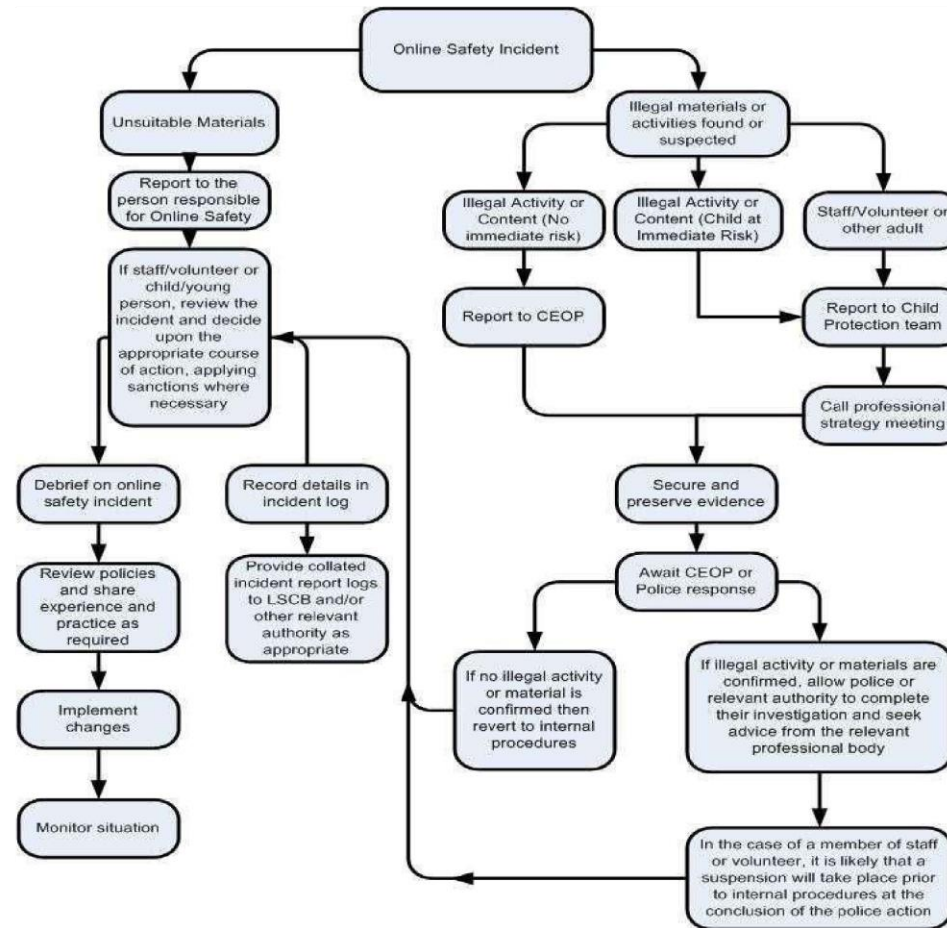 Online Safety Incident
Unsuitable Materials
Report to the
person responsible
for Online Safety
If staff/volunteer or
child/young
person, review the
incident and decide
upon the
appropriate course
of action, applying
sanctions where
necessary
Debrief on online
safety incident
Review policies
and share
experience and
practice as
required
Implement
changes
Monitor situation
Record details in
incident log
Provide collated
incident report logs
to LSCB and/or
other relevant
authority as
appropriate
Illegal materials or
activities found or
suspected
Illegal Activity or
Content (No
immediate risk)
Illegal Activity or
Content (Child at
Immediate Risk)
Staff/Volunteer or
other adult
Report to CEOP
Report to Child
Protection team
Call professional
strategy meeting
Secure and
preserve evidence
Await CEOP or
Police response
If no illegal activity
or material is
confirmed then
revert to internal
procedures
If illegal activity or materials are
confirmed, allow police or
relevant authority to complete
their investigation and seek
advice from the relevant
professional body
In the case of a member of staff
or volunteer, it is likely that a
suspension will take place prior
to internal procedures at the
conclusion of the police action